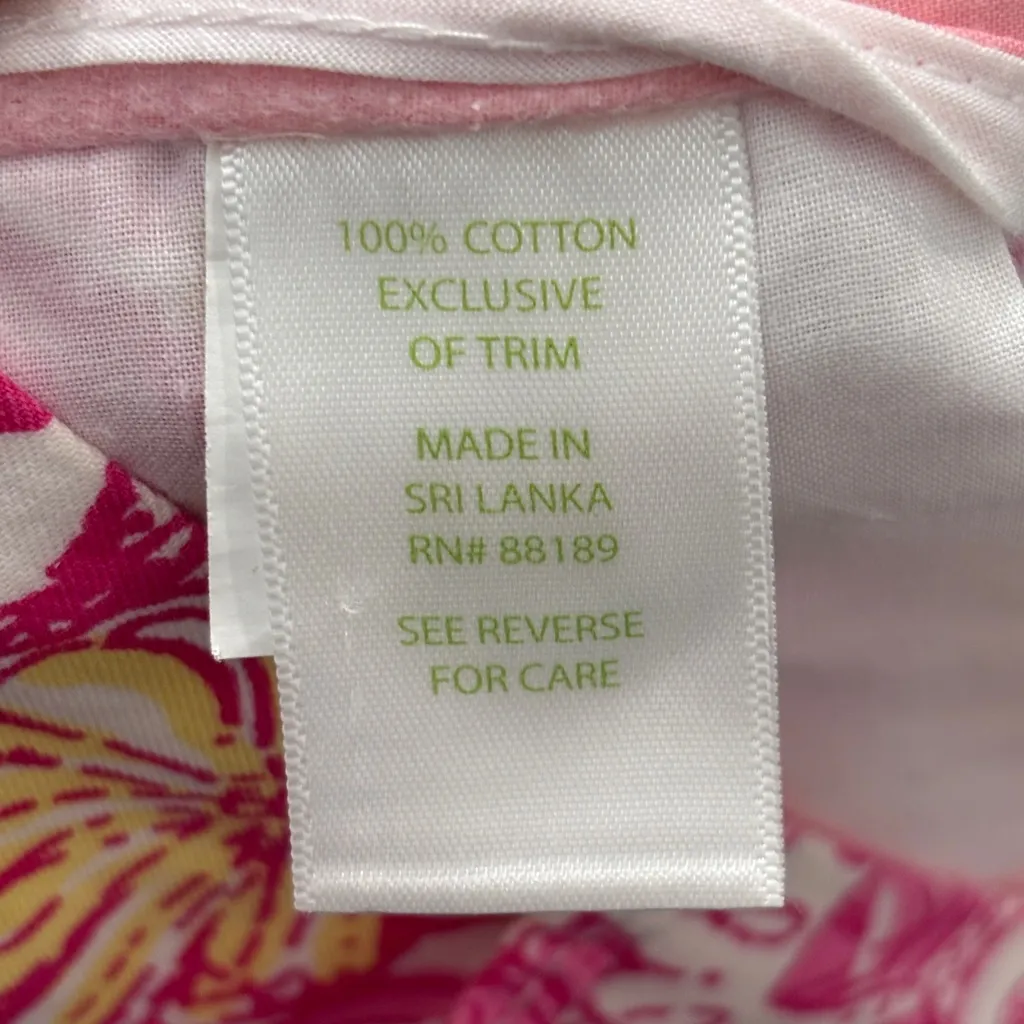 100% COTTON
EXCLUSIVE
OF TRIM
MADE IN
SRI LANKA
RN# 88189
SEE REVERSE
FOR CARE